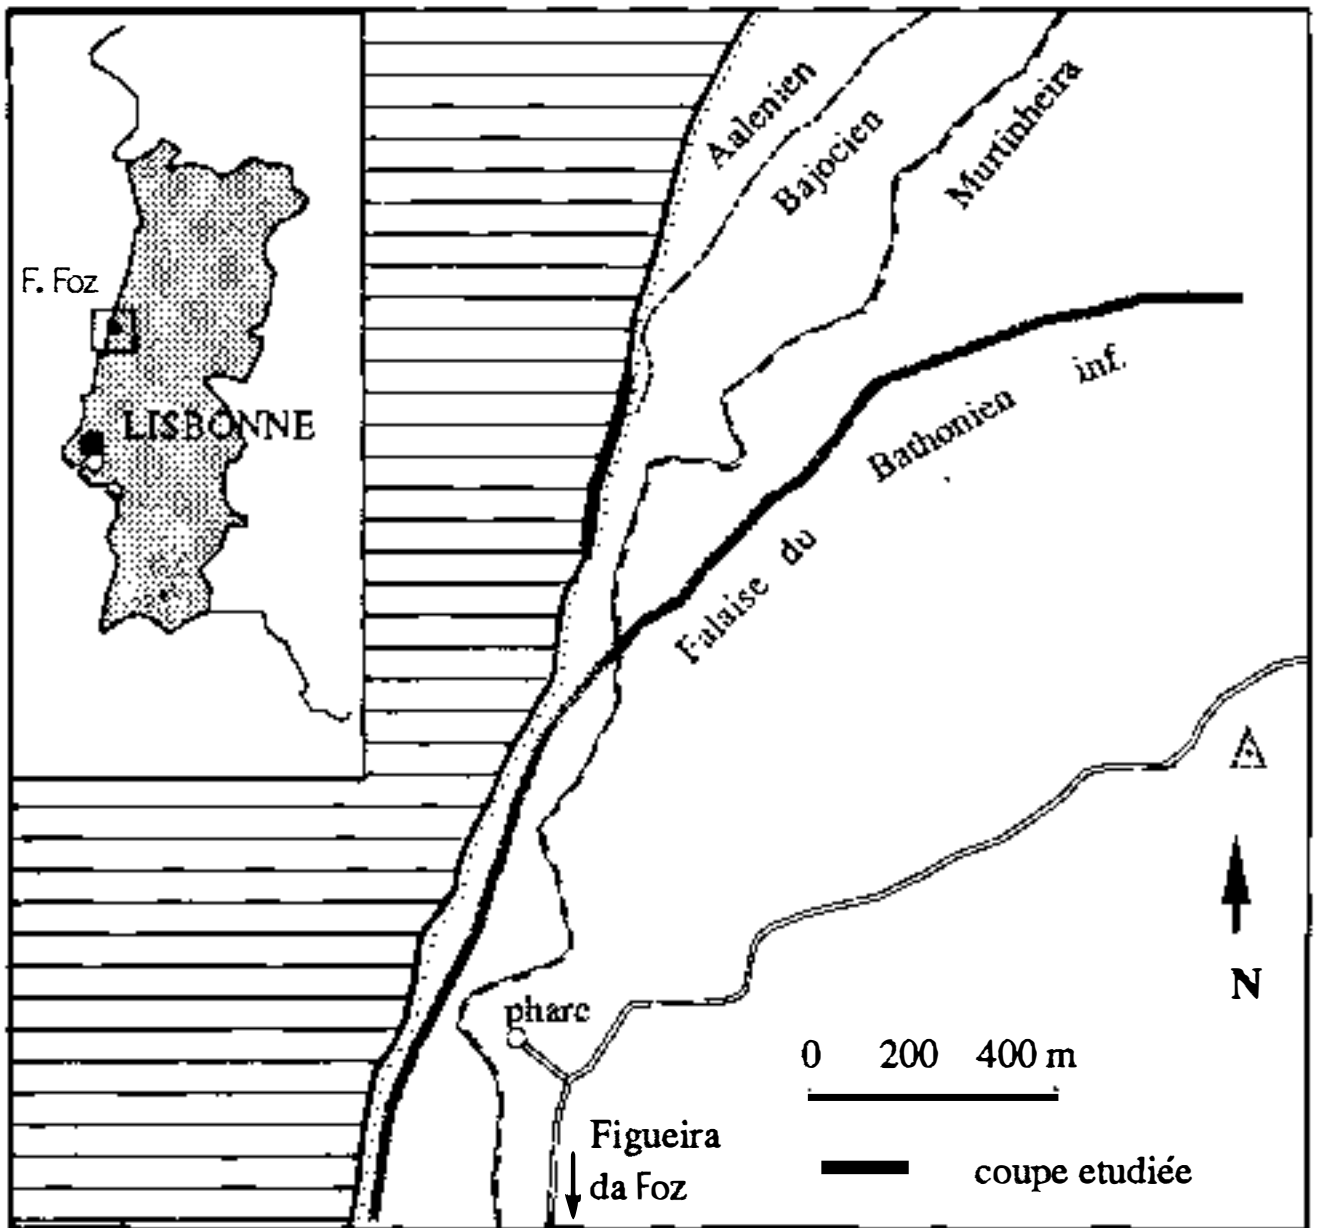 F. Foz
LISBONNE
Aalenien
Bajocien
Murtinheira
Falaise du Bathonien inf.
pharc
N
0 200 400 m
Figueira
da Foz
coupe etudiée